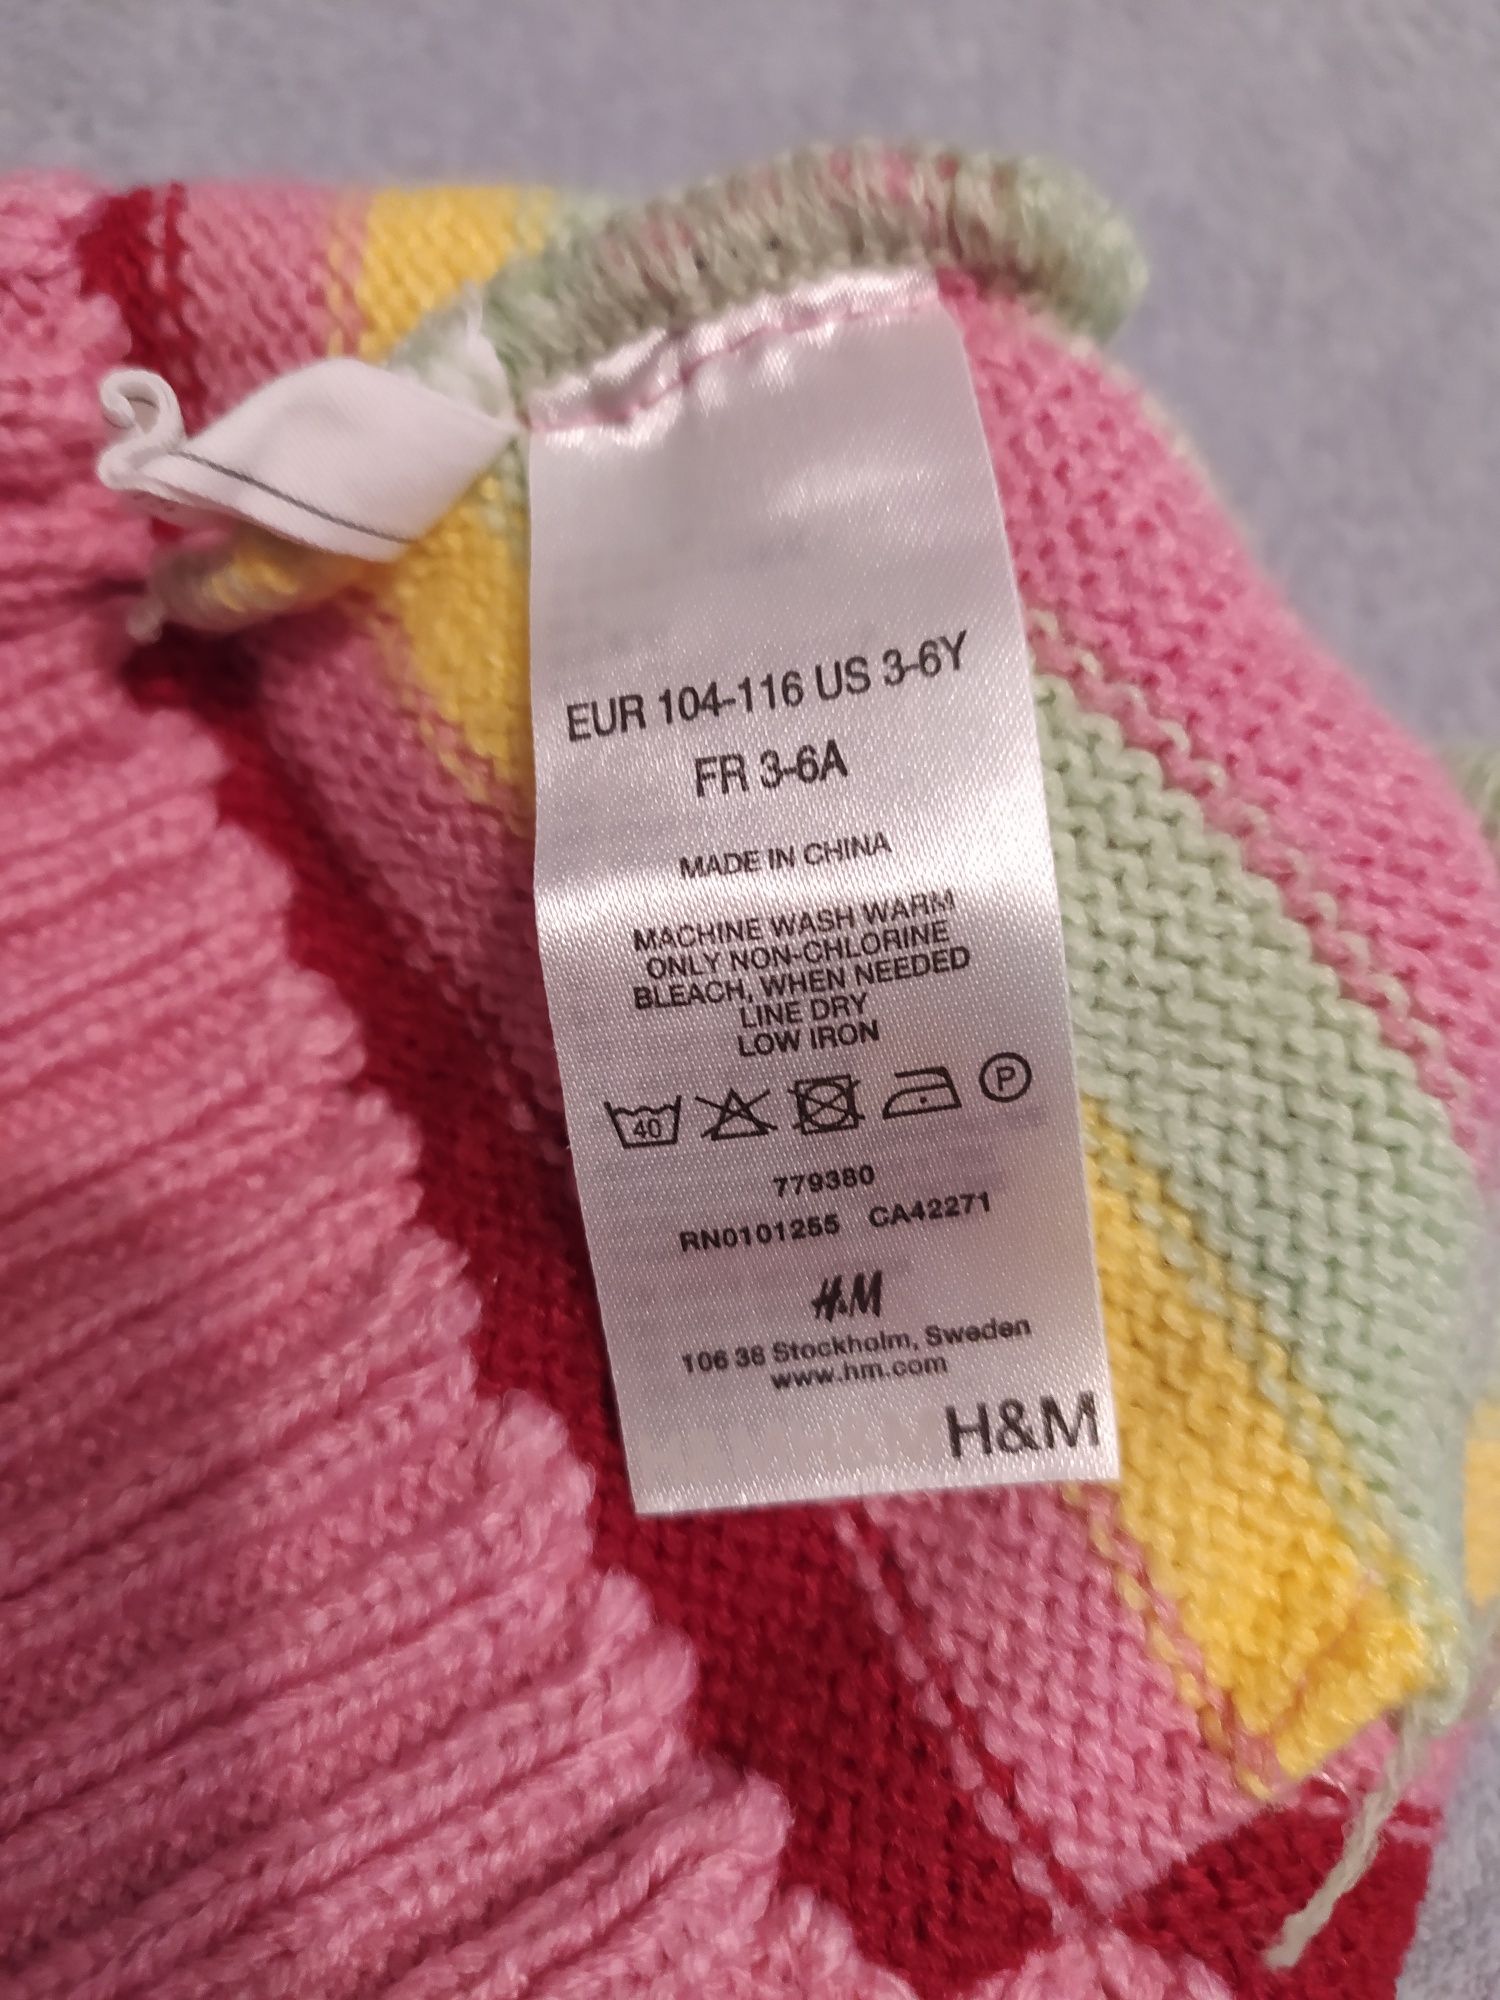 EUR 104-116 US 3-6Y
FR 3-6A
MADE IN CHINA
MACHINE WASH WARM
ONLY NON-CHLORINE
BLEACH, WHEN NEEDED
LINE DRY
LOW IRON
40 P
779380
RN0101255 CA42271
H&M
106 38 Stockholm, Sweden
www.hm.com
H&M